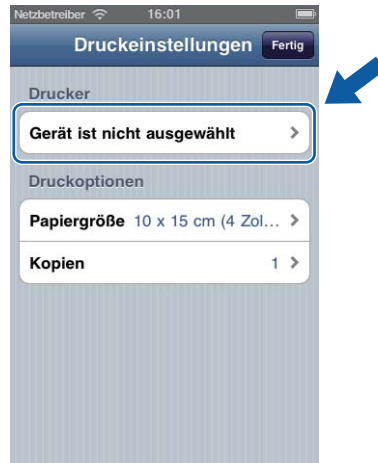 Netzbetreiber 16:01
Druckeinstellungen Fertig
Drucker
Gerät ist nicht ausgewählt
Druckoptionen
Papiergröße 10 x 15 cm (4 Zol...
Kopien 1